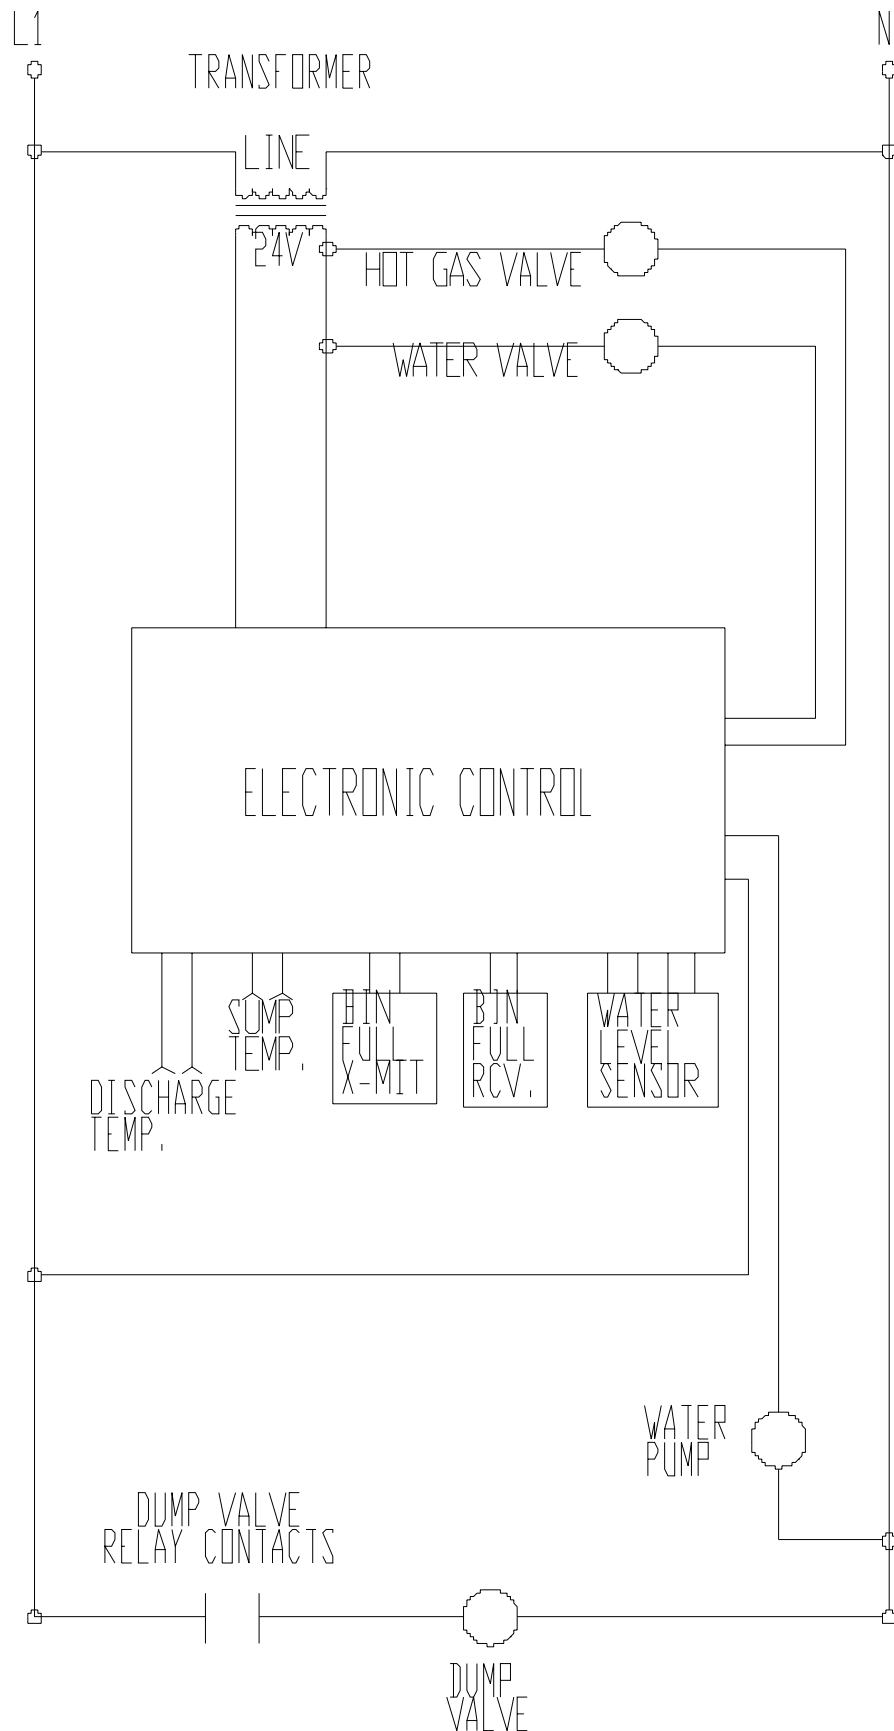 L1
N
TRANSFORMER
LINE
24V
HOT GAS VALVE
WATER VALVE
ELECTRONIC CONTROL
DISCHARGE
TEMP.
SUMP
TEMP.
BIN
FULL
X-MIT
BIN
FULL
RCV.
WATER
LEVEL
SENSOR
WATER
PUMP
DUMP VALVE
RELAY CONTACTS
DUMP
VALVE